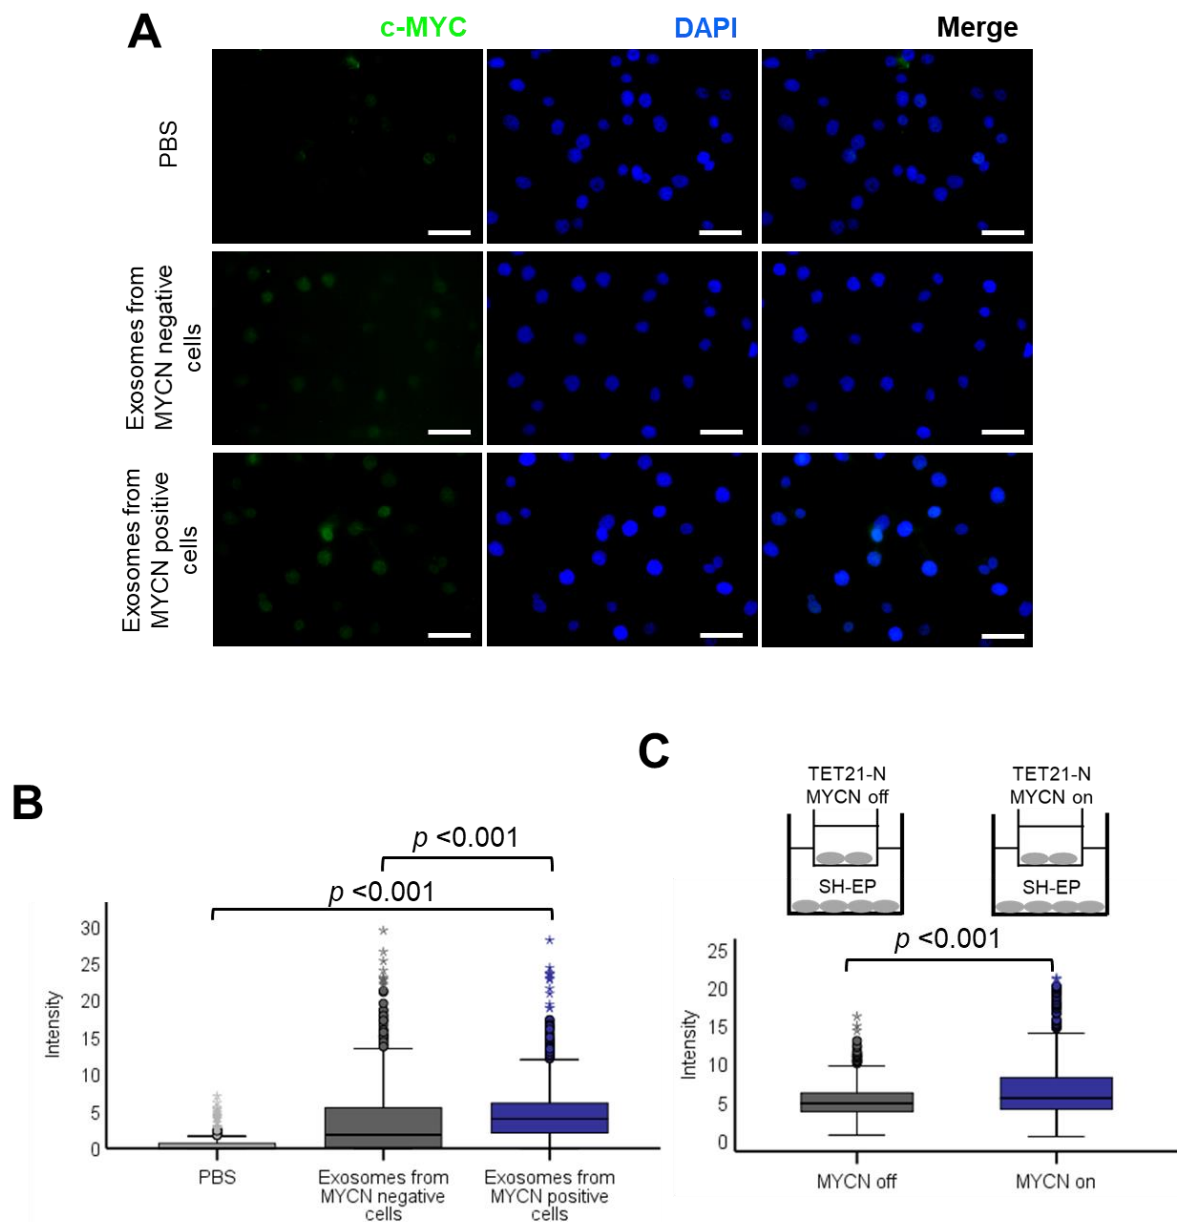 A
c-MYC
DAPI
Merge
PBS
Exosomes from
MYCN negative
cells
Exosomes from
MYCN positive
cells
B
p <0.001
p <0.001
Intensity
30
25
20
15
10
5
0
PBS
Exosomes from
MYCN negative
cells
Exosomes from
MYCN positive
cells
C
TET21-N
MYCN off
SH-EP
TET21-N
MYCN on
SH-EP
p <0.001
Intensity
25
20
15
10
5
0
MYCN off
MYCN on